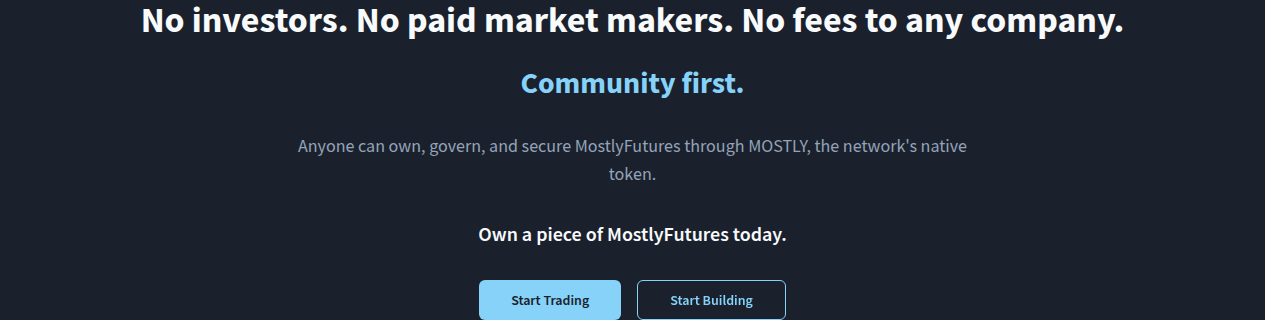 No investors. No paid market makers. No fees to any company.
Community first.
Anyone can own, govern, and secure MostlyFutures through MOSTLY, the network's native
token.
Own a piece of MostlyFutures today.
Start Trading
Start Building